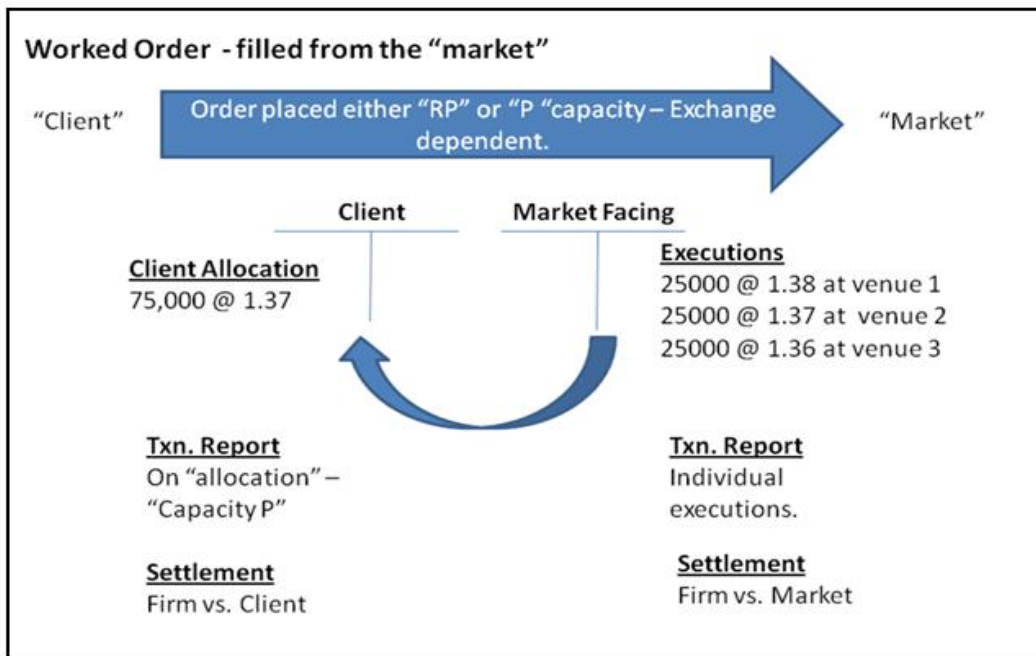 Worked Order - filled from the “market”
“Client”
Order placed either “RP” or “P “capacity – Exchange
dependent.
“Market”
Client
Market Facing
Client Allocation
75,000 @ 1.37
Executions
25000 @ 1.38 at venue 1
25000 @ 1.37 at venue 2
25000 @ 1.36 at venue 3
Txn. Report
On “allocation” –
“Capacity P”
Txn. Report
Individual
executions.
Settlement
Firm vs. Client
Settlement
Firm vs. Market